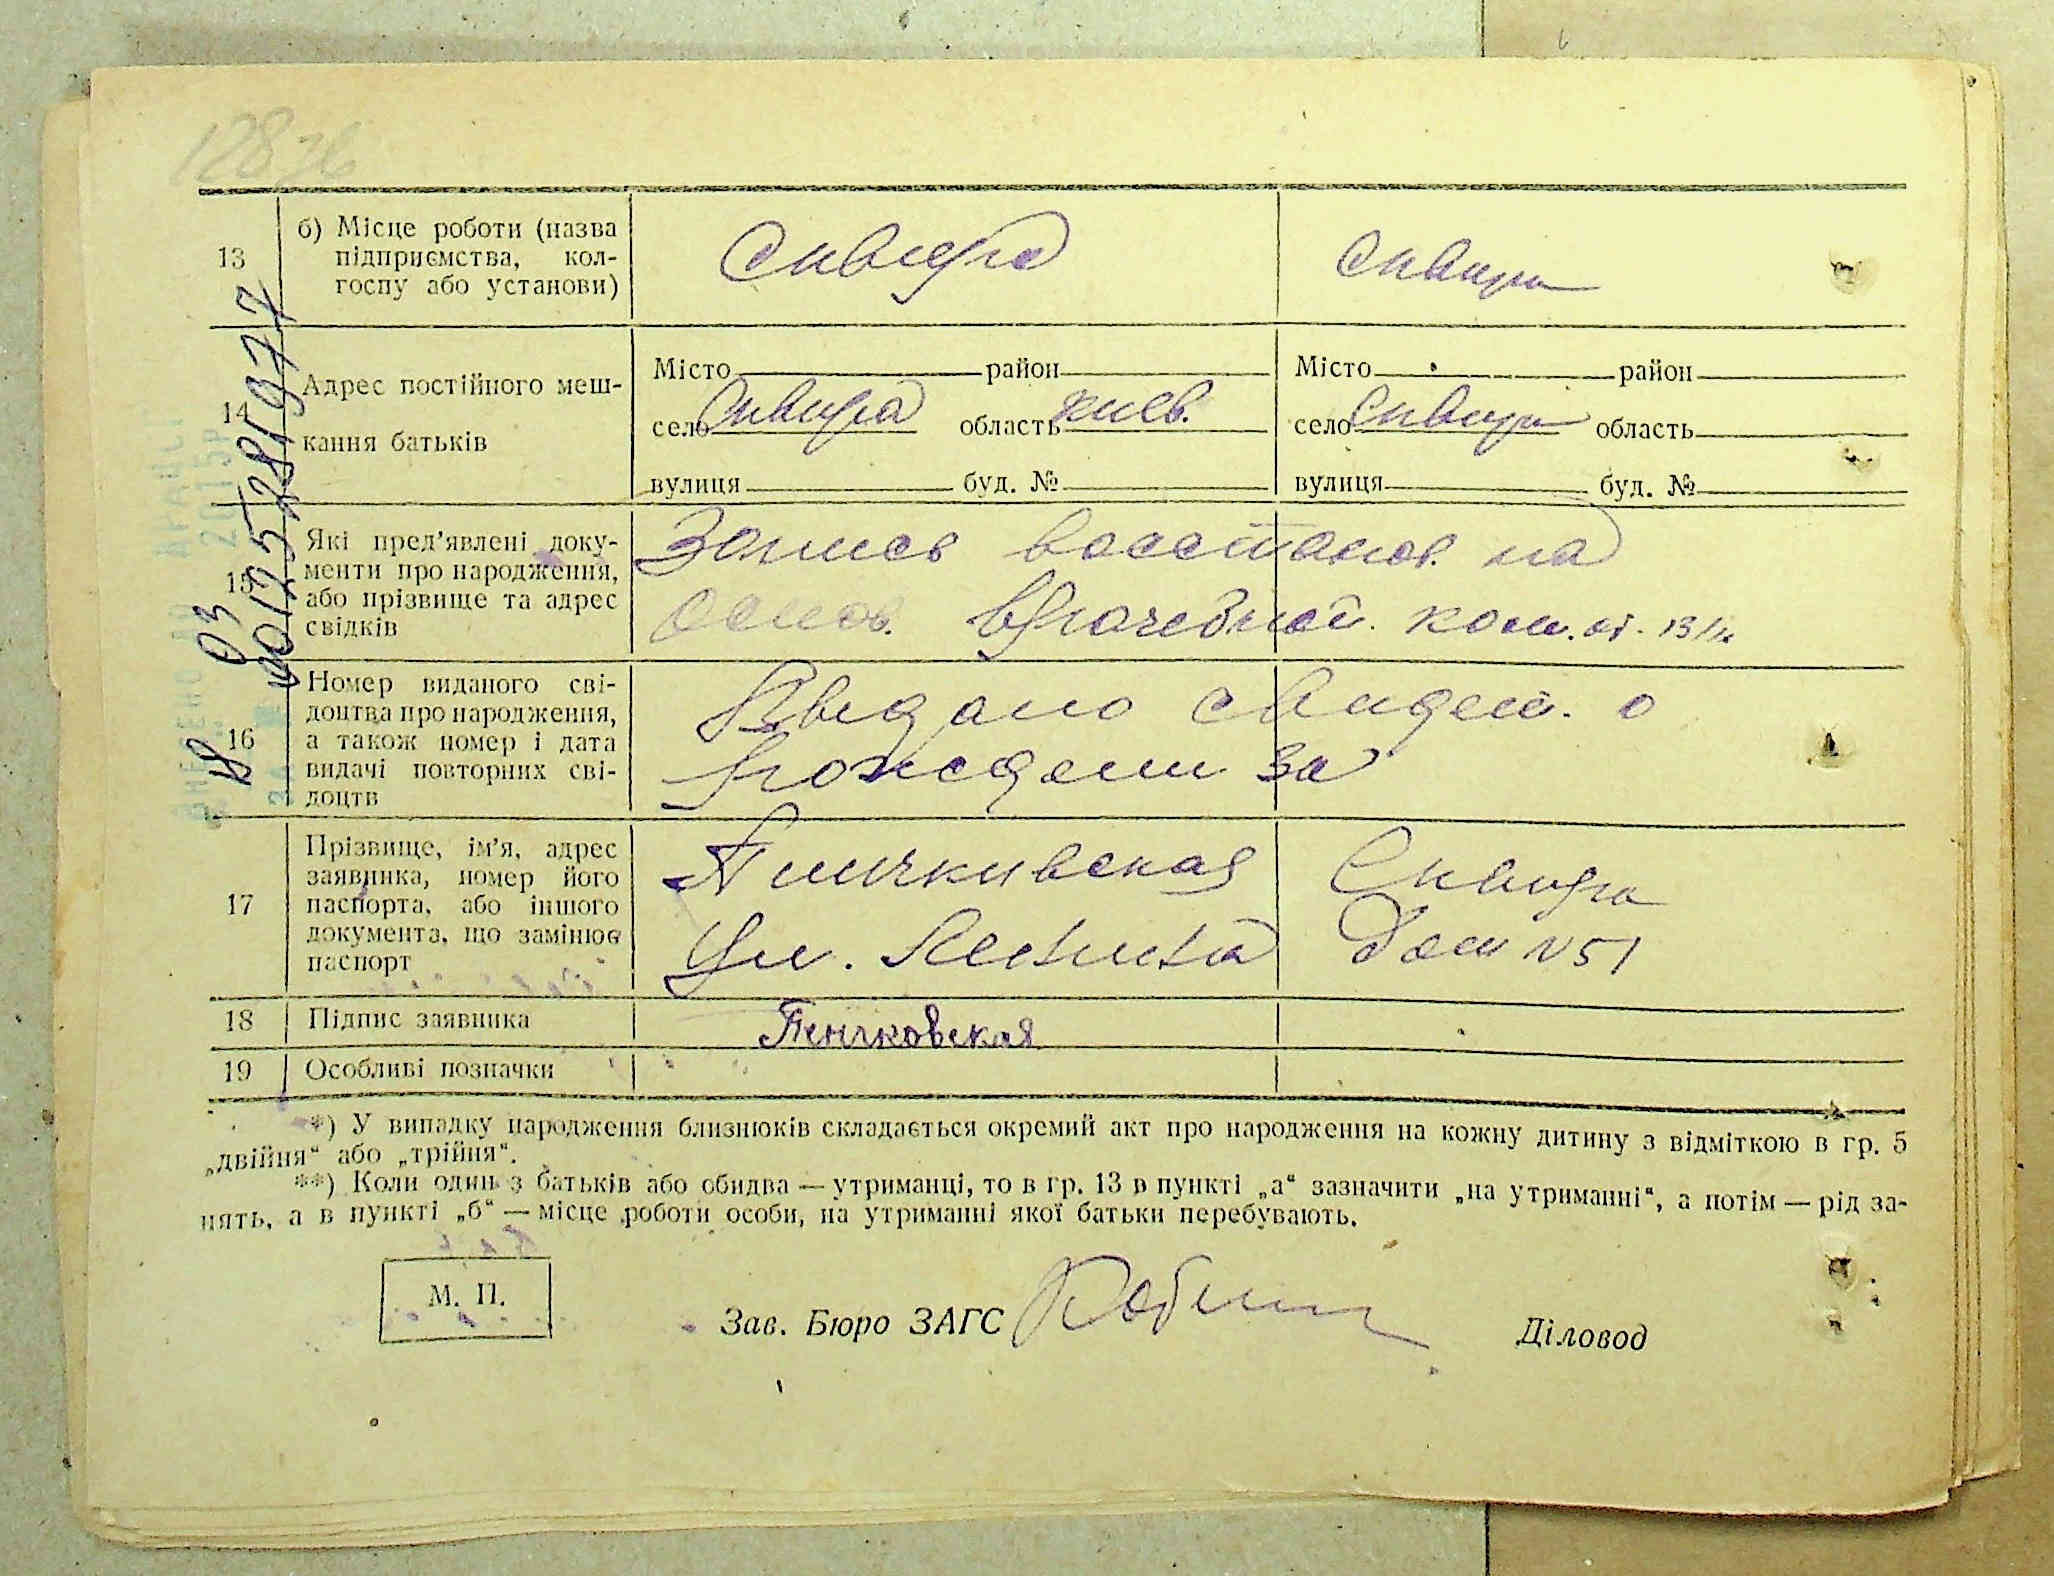 12876
13
б) Місце роботи (назва
підприємства, кол-
госпу або установи)
Сквира
Сквира
14
Адрес постійного меш-
кання батьків
Місто район
село Сквира область Киев.
вулиця буд. №
Місто район
село Сквира область
вулиця буд. №
15
Які пред'явлені доку-
менти про народження,
або прізвище та адрес
свідків
Запись восстанов. на
основ. врачебной. ком. от. 13/
16
Номер виданого сві-
доцтва про народження,
а також номер і дата
видачі повторних сві-
доцтв
Выдано свидет. о
рождении за
17
Прізвище, ім'я, адрес
заявника, номер його
паспорта, або іншого
документа, що замінює
паспорт
Пинчкивская
Ул. Ленина
Сквира
дом N 51
18
Підпис заявника
Пенчковская
19
Особливі позначки
*) У випадку народження близнюків складається окремий акт про народження на кожну дитину з відміткою в гр. 5
„двійня“ або „трійня“.
**) Коли один з батьків або обидва — утриманці, то в гр. 13 в пункті „а“ зазначити „на утриманні“, а потім — рід за-
нять, а в пункті „б“ — місце роботи особи, на утриманні якої батьки перебувають.
М. П.
Зав. Бюро ЗАГС
Діловод